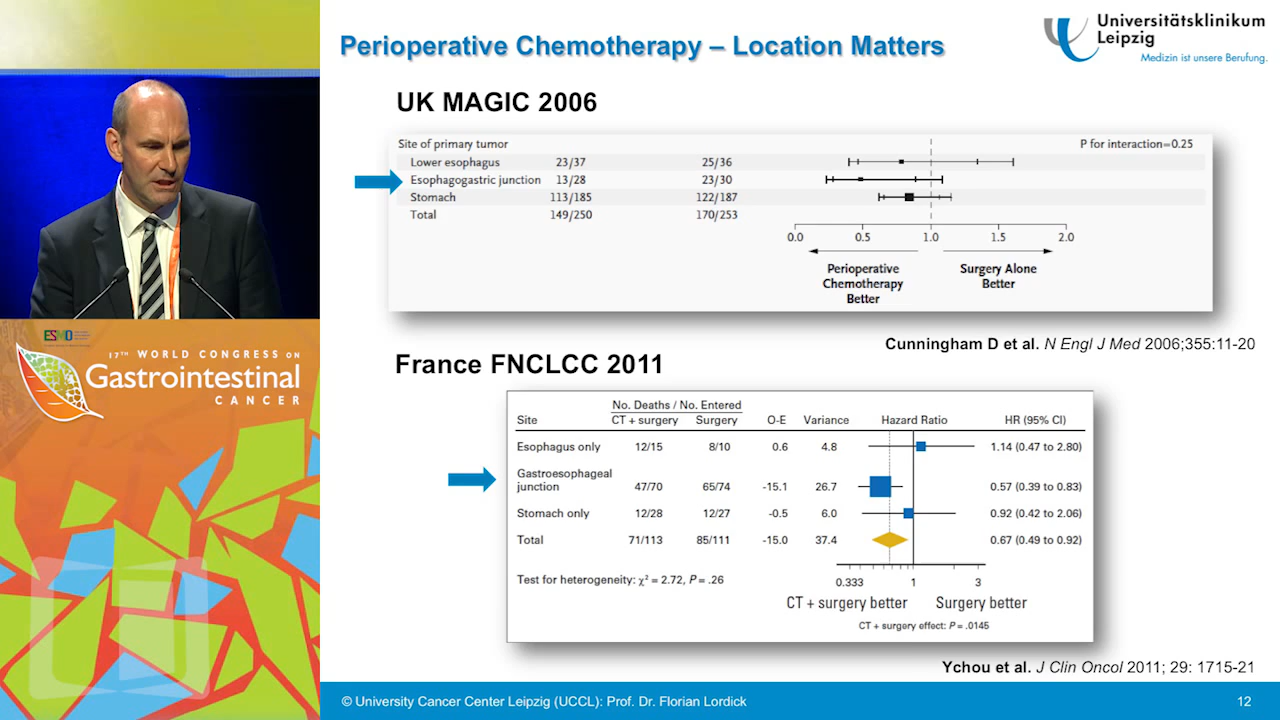 Perioperative Chemotherapy – Location Matters
Universitätsklinikum
Leipzig
Medizin ist unsere Berufung.
UK MAGIC 2006
Site of primary tumor P for interaction=0.25
Lower esophagus 23/37 25/36
Esophagogastric junction 13/28 23/30
Stomach 113/185 122/187
Total 149/250 170/253
0.0 0.5 1.0 1.5 2.0
Perioperative Chemotherapy Better
Surgery Alone Better
Cunningham D et al. N Engl J Med 2006;355:11-20
France FNCLCC 2011
No. Deaths / No. Entered
Site CT + surgery Surgery O-E Variance Hazard Ratio HR (95% CI)
Esophagus only 12/15 8/10 0.6 4.8 1.14 (0.47 to 2.80)
Gastroesophageal
junction 47/70 65/74 -15.1 26.7 0.57 (0.39 to 0.83)
Stomach only 12/28 12/27 -0.5 6.0 0.92 (0.42 to 2.06)
Total 71/113 85/111 -15.0 37.4 0.67 (0.49 to 0.92)
Test for heterogeneity: χ² = 2.72, P = .26
0.333 1 3
CT + surgery better Surgery better
CT + surgery effect: P = .0145
Ychou et al. J Clin Oncol 2011; 29: 1715-21
© University Cancer Center Leipzig (UCCL): Prof. Dr. Florian Lordick 12
ESMO
17TH WORLD CONGRESS ON
Gastrointestinal
CANCER